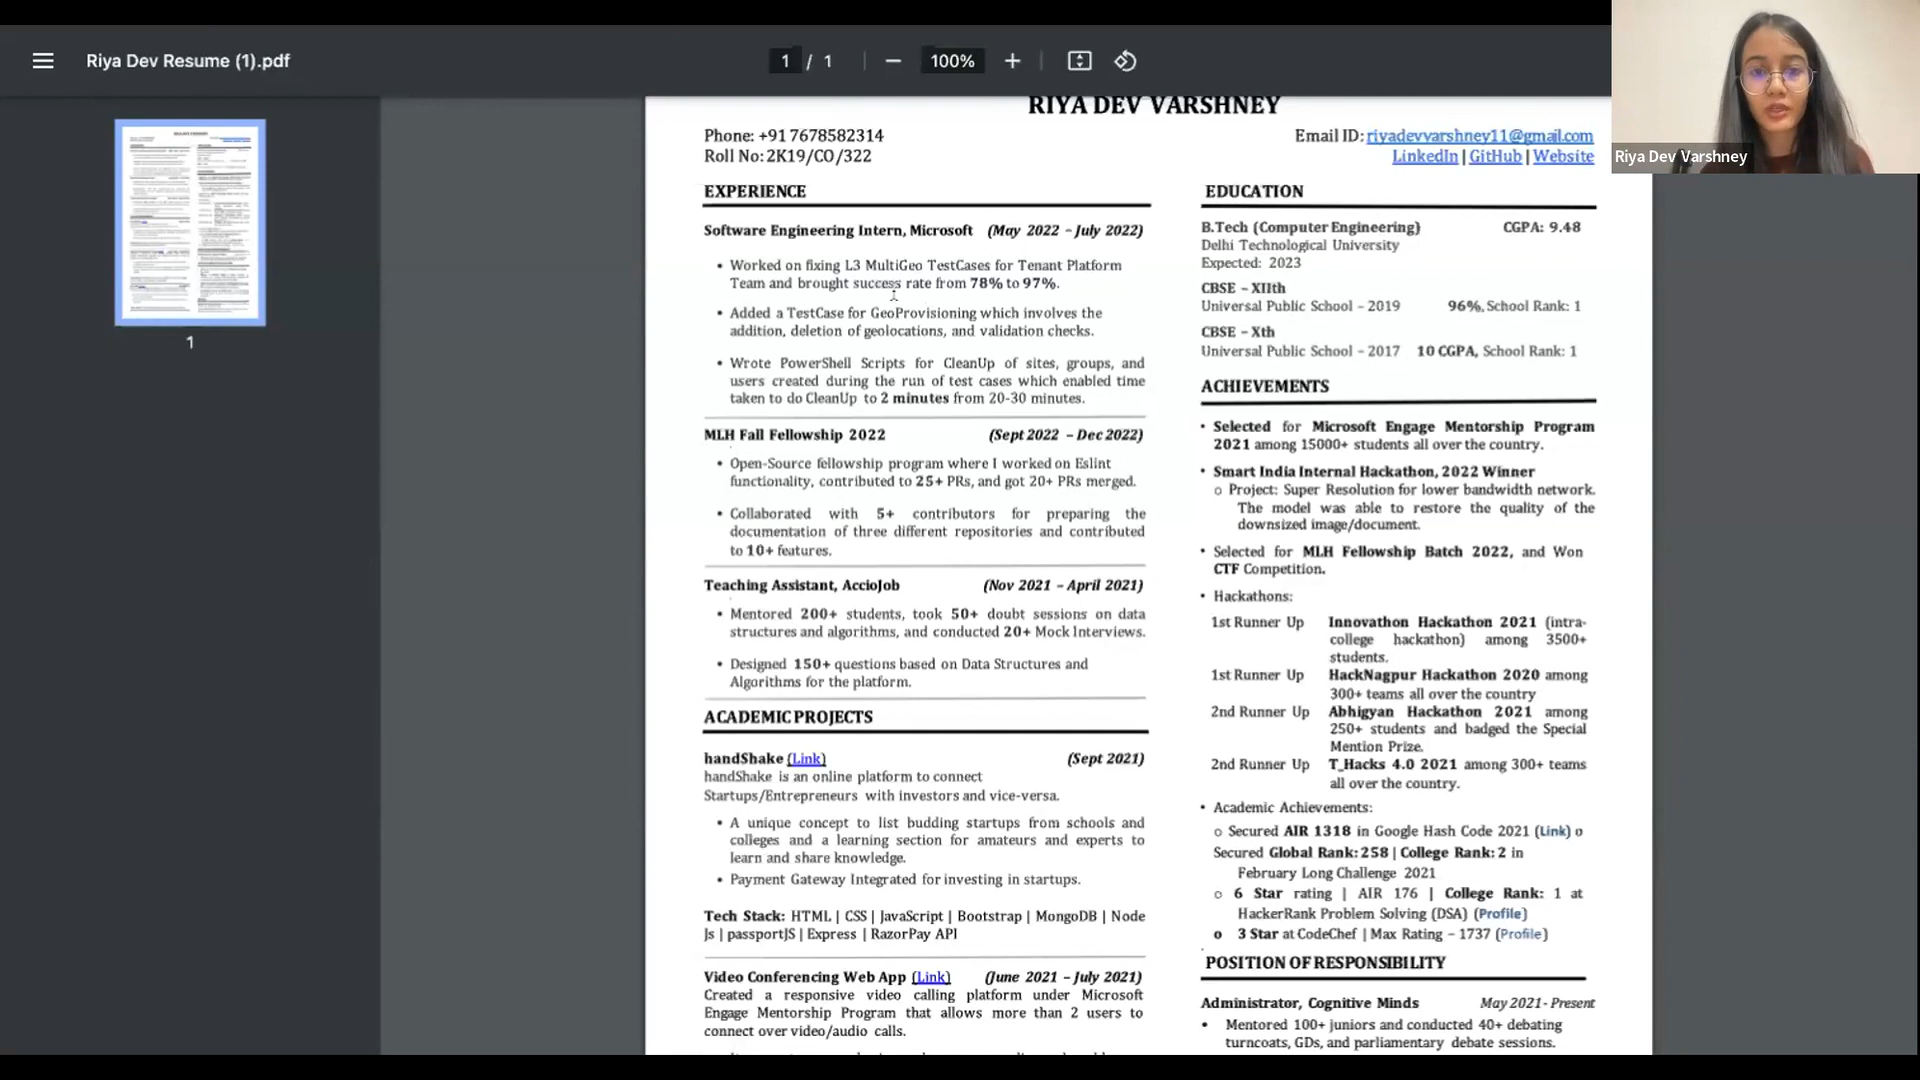 Riya Dev Resume (1).pdf
1 / 1
100%
1
Riya Dev Varshney
RIYA DEV VARSHNEY
Phone: +91 7678582314
Roll No: 2K19/CO/322
Email ID: riyadevvarshney11@gmail.com
LinkedIn | GitHub | Website
EXPERIENCE
Software Engineering Intern, Microsoft (May 2022 – July 2022)
• Worked on fixing L3 MultiGeo TestCases for Tenant Platform
Team and brought success rate from 78% to 97%.
• Added a TestCase for GeoProvisioning which involves the
addition, deletion of geolocations, and validation checks.
• Wrote PowerShell Scripts for CleanUp of sites, groups, and
users created during the run of test cases which enabled time
taken to do CleanUp to 2 minutes from 20-30 minutes.
MLH Fall Fellowship 2022 (Sept 2022 – Dec 2022)
• Open-Source fellowship program where I worked on Eslint
functionality, contributed to 25+ PRs, and got 20+ PRs merged.
• Collaborated with 5+ contributors for preparing the
documentation of three different repositories and contributed
to 10+ features.
Teaching Assistant, AccioJob (Nov 2021 – April 2021)
• Mentored 200+ students, took 50+ doubt sessions on data
structures and algorithms, and conducted 20+ Mock Interviews.
• Designed 150+ questions based on Data Structures and
Algorithms for the platform.
ACADEMIC PROJECTS
handShake (Link) (Sept 2021)
handShake is an online platform to connect
Startups/Entrepreneurs with investors and vice-versa.
• A unique concept to list budding startups from schools and
colleges and a learning section for amateurs and experts to
learn and share knowledge.
• Payment Gateway Integrated for investing in startups.
Tech Stack: HTML | CSS | JavaScript | Bootstrap | MongoDB | Node
Js | passportJS | Express | RazorPay API
Video Conferencing Web App (Link) (June 2021 – July 2021)
Created a responsive video calling platform under Microsoft
Engage Mentorship Program that allows more than 2 users to
connect over video/audio calls.
EDUCATION
B.Tech (Computer Engineering) CGPA: 9.48
Delhi Technological University
Expected: 2023
CBSE – XIIth
Universal Public School – 2019 96%, School Rank: 1
CBSE – Xth
Universal Public School – 2017 10 CGPA, School Rank: 1
ACHIEVEMENTS
• Selected for Microsoft Engage Mentorship Program
2021 among 15000+ students all over the country.
• Smart India Internal Hackathon, 2022 Winner
o Project: Super Resolution for lower bandwidth network.
The model was able to restore the quality of the
downsized image/document.
• Selected for MLH Fellowship Batch 2022, and Won
CTF Competition.
• Hackathons:
1st Runner Up Innovathon Hackathon 2021 (intra-
college hackathon) among 3500+
students.
1st Runner Up HackNagpur Hackathon 2020 among
300+ teams all over the country
2nd Runner Up Abhigyan Hackathon 2021 among
250+ students and badged the Special
Mention Prize.
2nd Runner Up T_Hacks 4.0 2021 among 300+ teams
all over the country.
• Academic Achievements:
o Secured AIR 1318 in Google Hash Code 2021 (Link) o
Secured Global Rank: 258 | College Rank: 2 in
February Long Challenge 2021
o 6 Star rating | AIR 176 | College Rank: 1 at
HackerRank Problem Solving (DSA) (Profile)
o 3 Star at CodeChef | Max Rating – 1737 (Profile)
POSITION OF RESPONSIBILITY
Administrator, Cognitive Minds May 2021- Present
• Mentored 100+ juniors and conducted 40+ debating
turncoats, GDs, and parliamentary debate sessions.